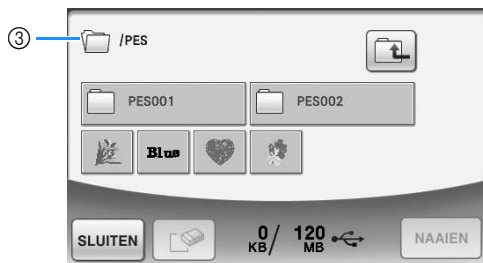 ③ /PES
PES001 PES002
Blue
SLUITEN 0 KB/ 120 MB NAAIEN